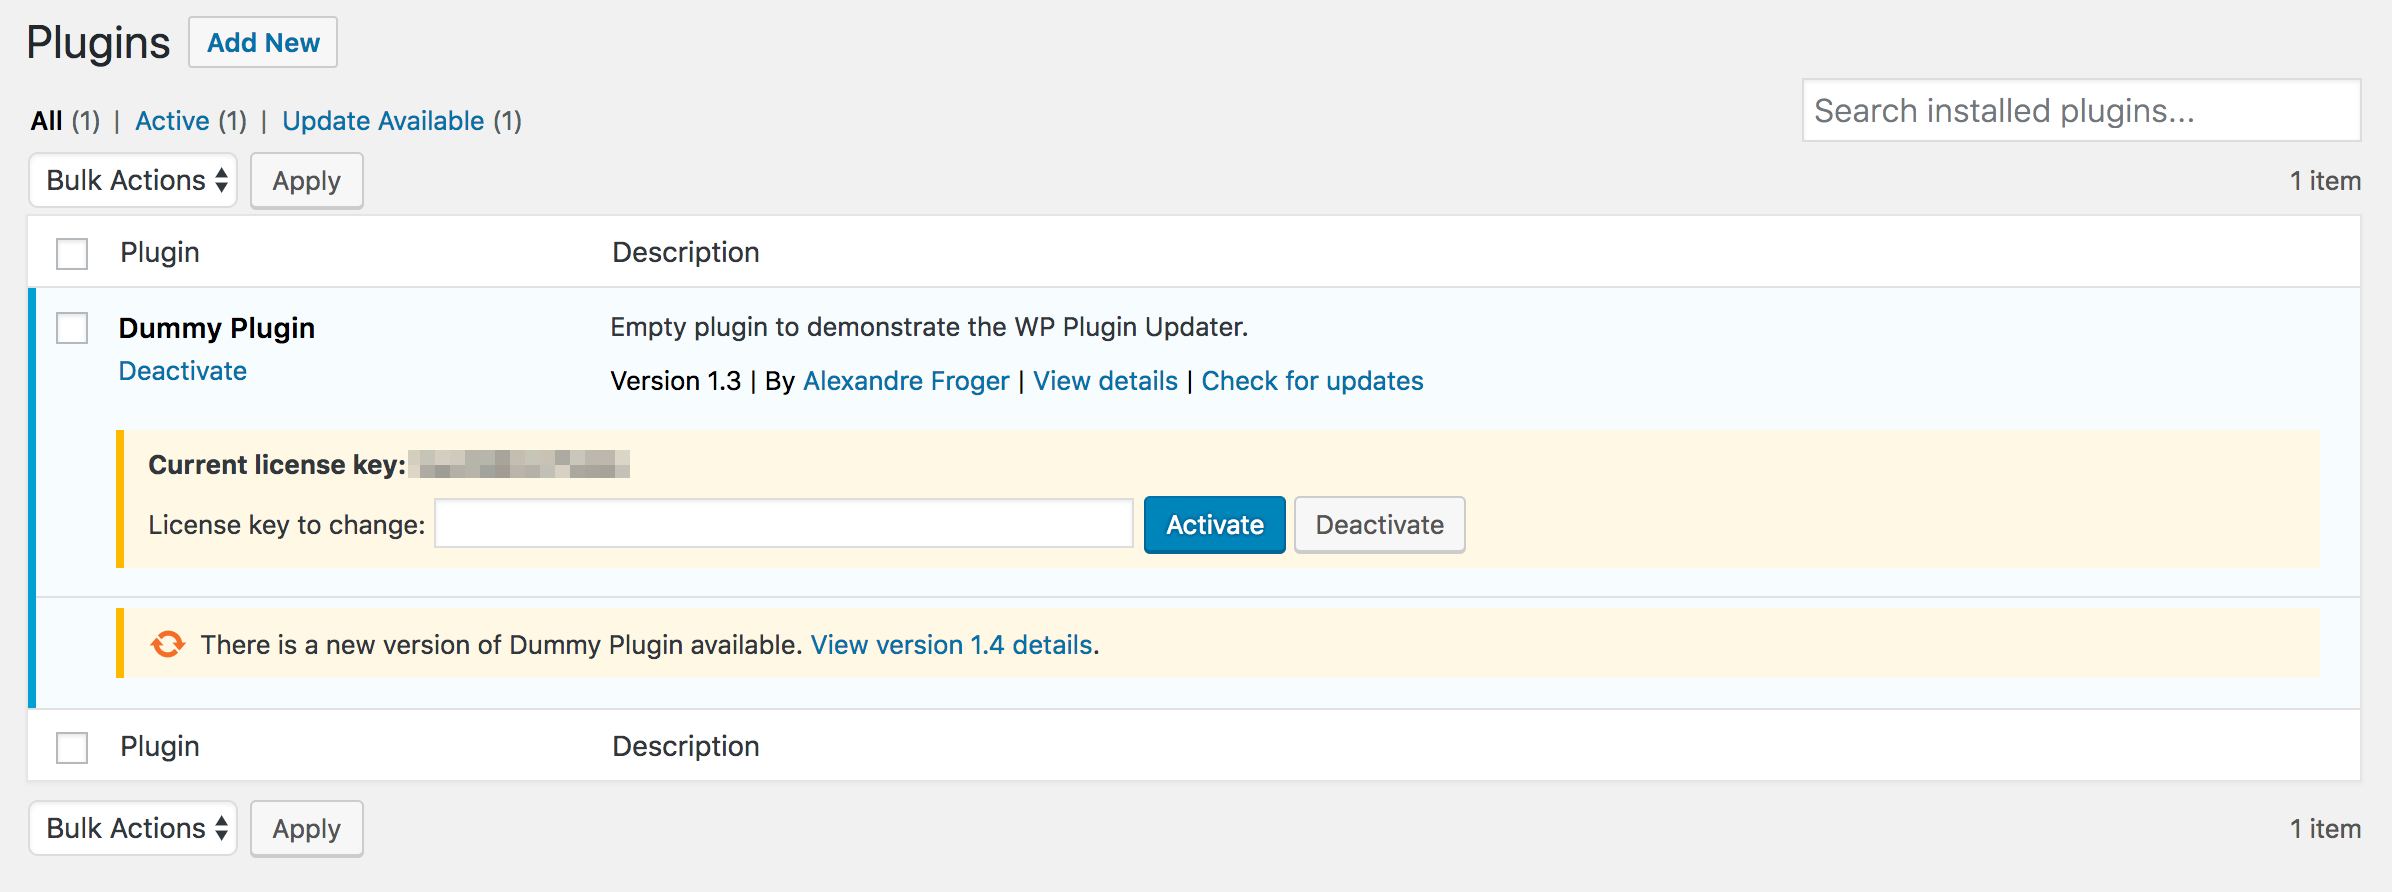 Plugins Add New
All (1) | Active (1) | Update Available (1)
Search installed plugins...
Bulk Actions Apply
1 item
Plugin Description
Dummy Plugin Empty plugin to demonstrate the WP Plugin Updater.
Deactivate Version 1.3 | By Alexandre Froger | View details | Check for updates
Current license key:
License key to change: Activate Deactivate
There is a new version of Dummy Plugin available. View version 1.4 details.
Plugin Description
Bulk Actions Apply
1 item